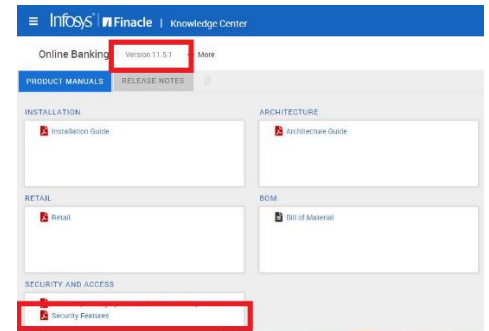 Infosys | Finacle | Knowledge Center
Online Banking Version 11.5.1 More
PRODUCT MANUALS RELEASE NOTES
INSTALLATION
Installation Guide
ARCHITECTURE
Architecture Guide
RETAIL
Retail
BOM
Bill of Material
SECURITY AND ACCESS
Security Features